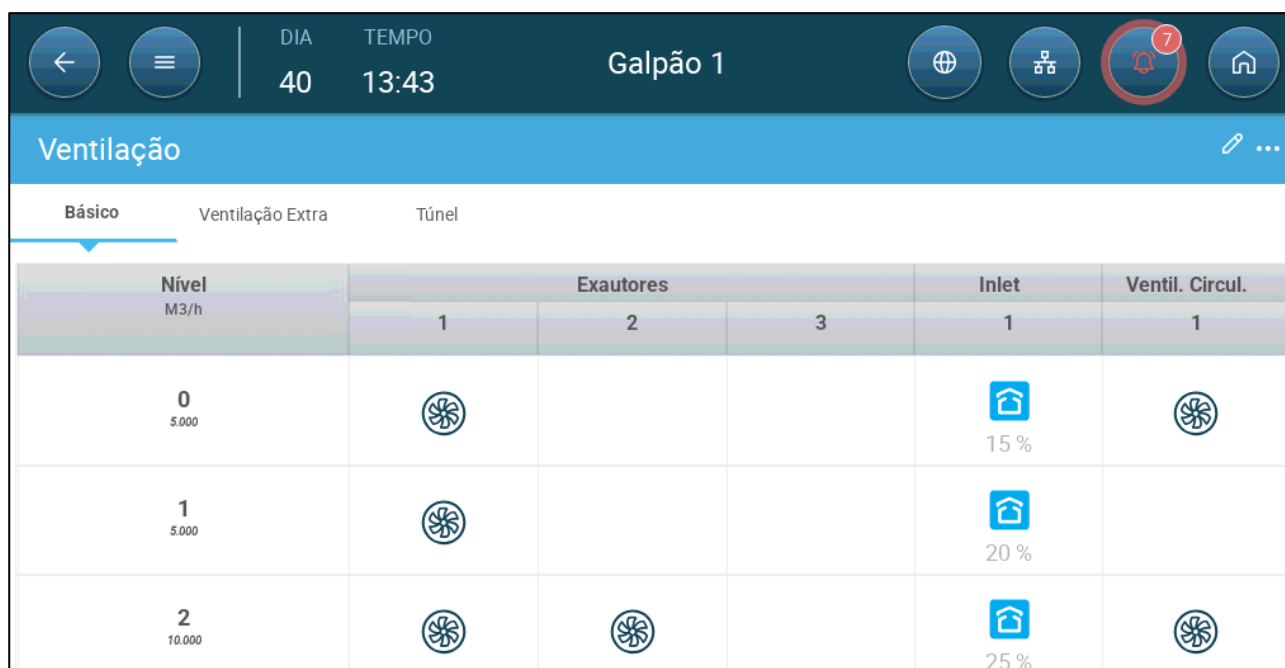 DIA TEMPO
40 13:43 Galpão 1 7
Ventilação
Básico Ventilação Extra Túnel
Nível Exautores Inlet Ventil. Circul.
M3/h 1 2 3 1 1
0
5.000
15 %
1
5.000
20 %
2
10.000
25 %